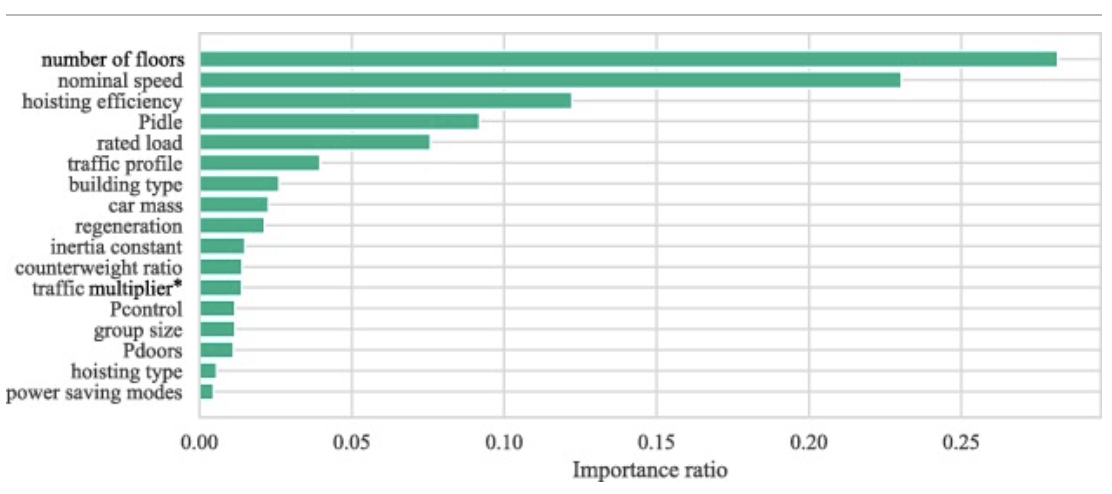 number of floors
nominal speed
hoisting efficiency
Pidle
rated load
traffic profile
building type
car mass
regeneration
inertia constant
counterweight ratio
traffic multiplier*
Pcontrol
group size
Pdoors
hoisting type
power saving modes
0.00 0.05 0.10 0.15 0.20 0.25
Importance ratio